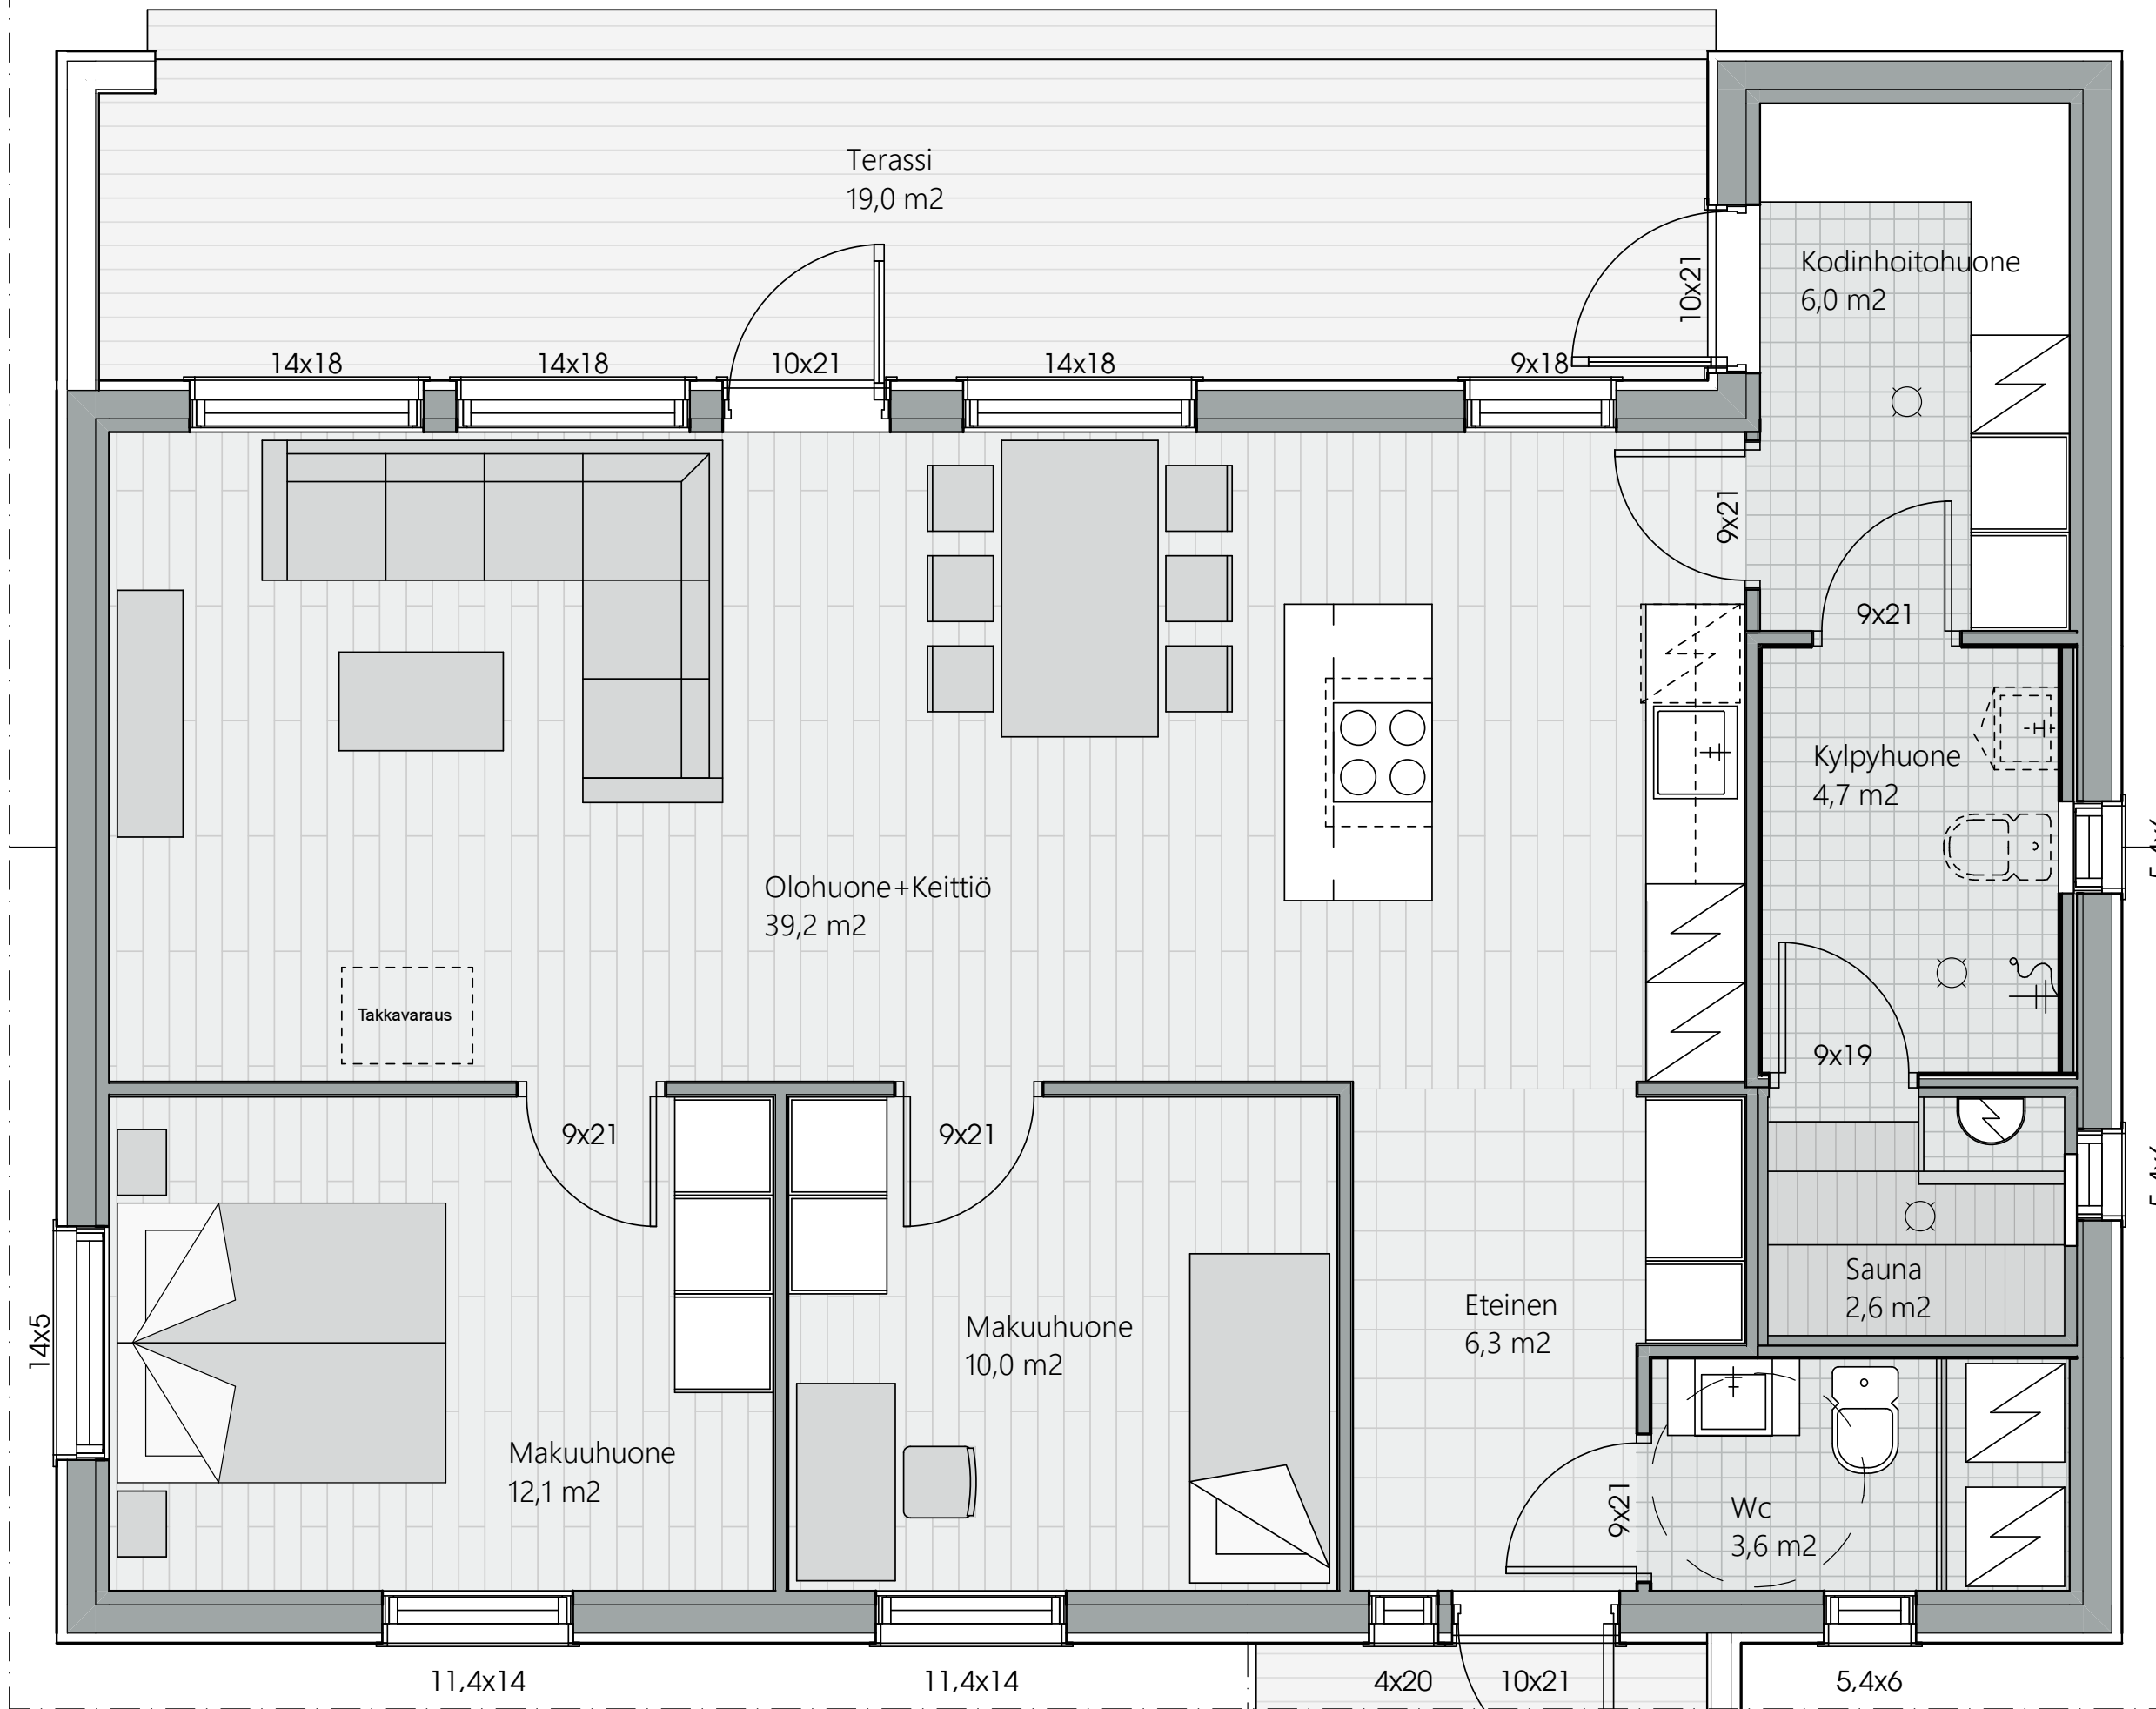 Terassi
19,0 m2
14x18
14x18
10x21
14x18
9x18
10x21
Kodinhoitohuone
6,0 m2
9x21
9x21
Kylpyhuone
4,7 m2
Olohuone+Keittiö
39,2 m2
Takkavaraus
9x19
9x21
9x21
Sauna
2,6 m2
Eteinen
6,3 m2
Makuuhuone
10,0 m2
14x5
Makuuhuone
12,1 m2
9x21
Wc
3,6 m2
11,4x14
11,4x14
4x20
10x21
5,4x6